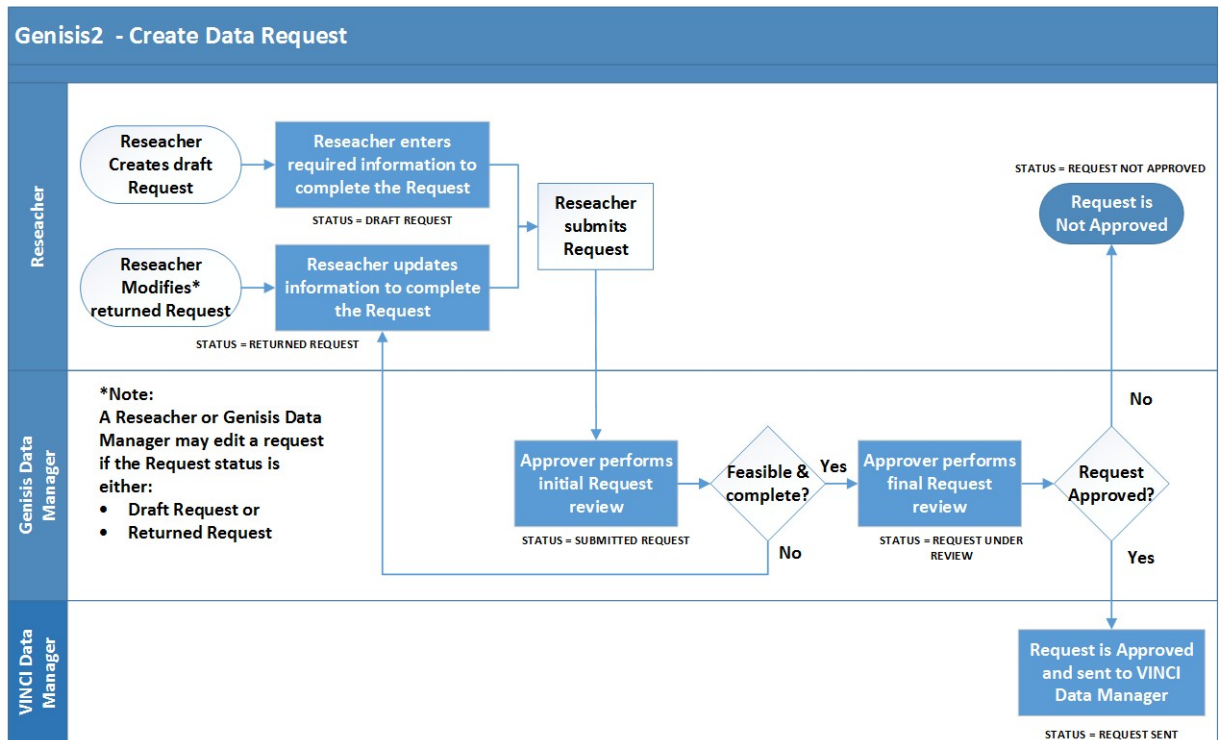 Genisis2 - Create Data Request
Reseacher
Reseacher
Creates draft
Request
Reseacher enters
required information to
complete the Request
STATUS = DRAFT REQUEST
Reseacher
submits
Request
STATUS = REQUEST NOT APPROVED
Request is
Not Approved
Reseacher
Modifies*
returned Request
Reseacher updates
information to complete
the Request
STATUS = RETURNED REQUEST
Genisis Data
Manager
*Note:
A Reseacher or Genisis Data
Manager may edit a request
if the Request status is
either:
• Draft Request or
• Returned Request
Approver performs
initial Request
review
STATUS = SUBMITTED REQUEST
Feasible &
complete?
Yes
No
Approver performs
final Request
review
STATUS = REQUEST UNDER
REVIEW
Request
Approved?
No
Yes
VINCI Data
Manager
Request is Approved
and sent to VINCI
Data Manager
STATUS = REQUEST SENT